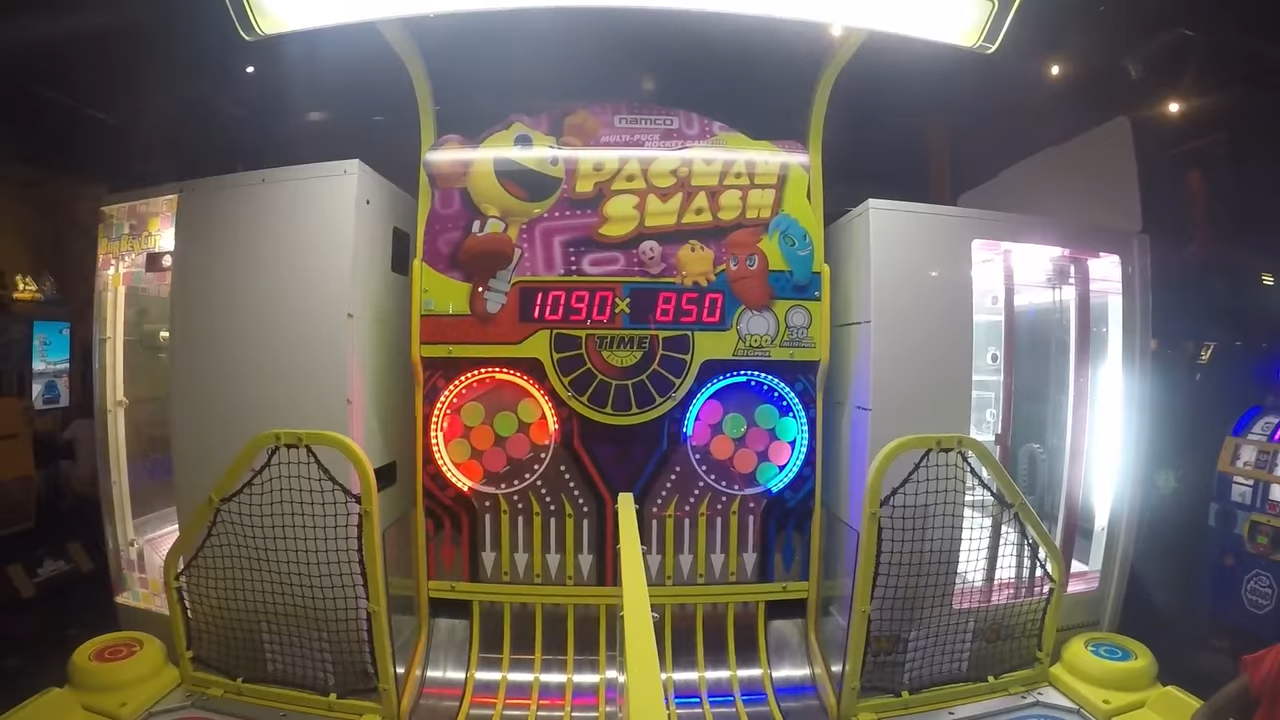 namco
MULTI-PUCK
HOCKEY GAME!!!
PAC-MAN
SMASH
1090 × 850
TIME
100
BIG PUCK
30
MINI PUCK